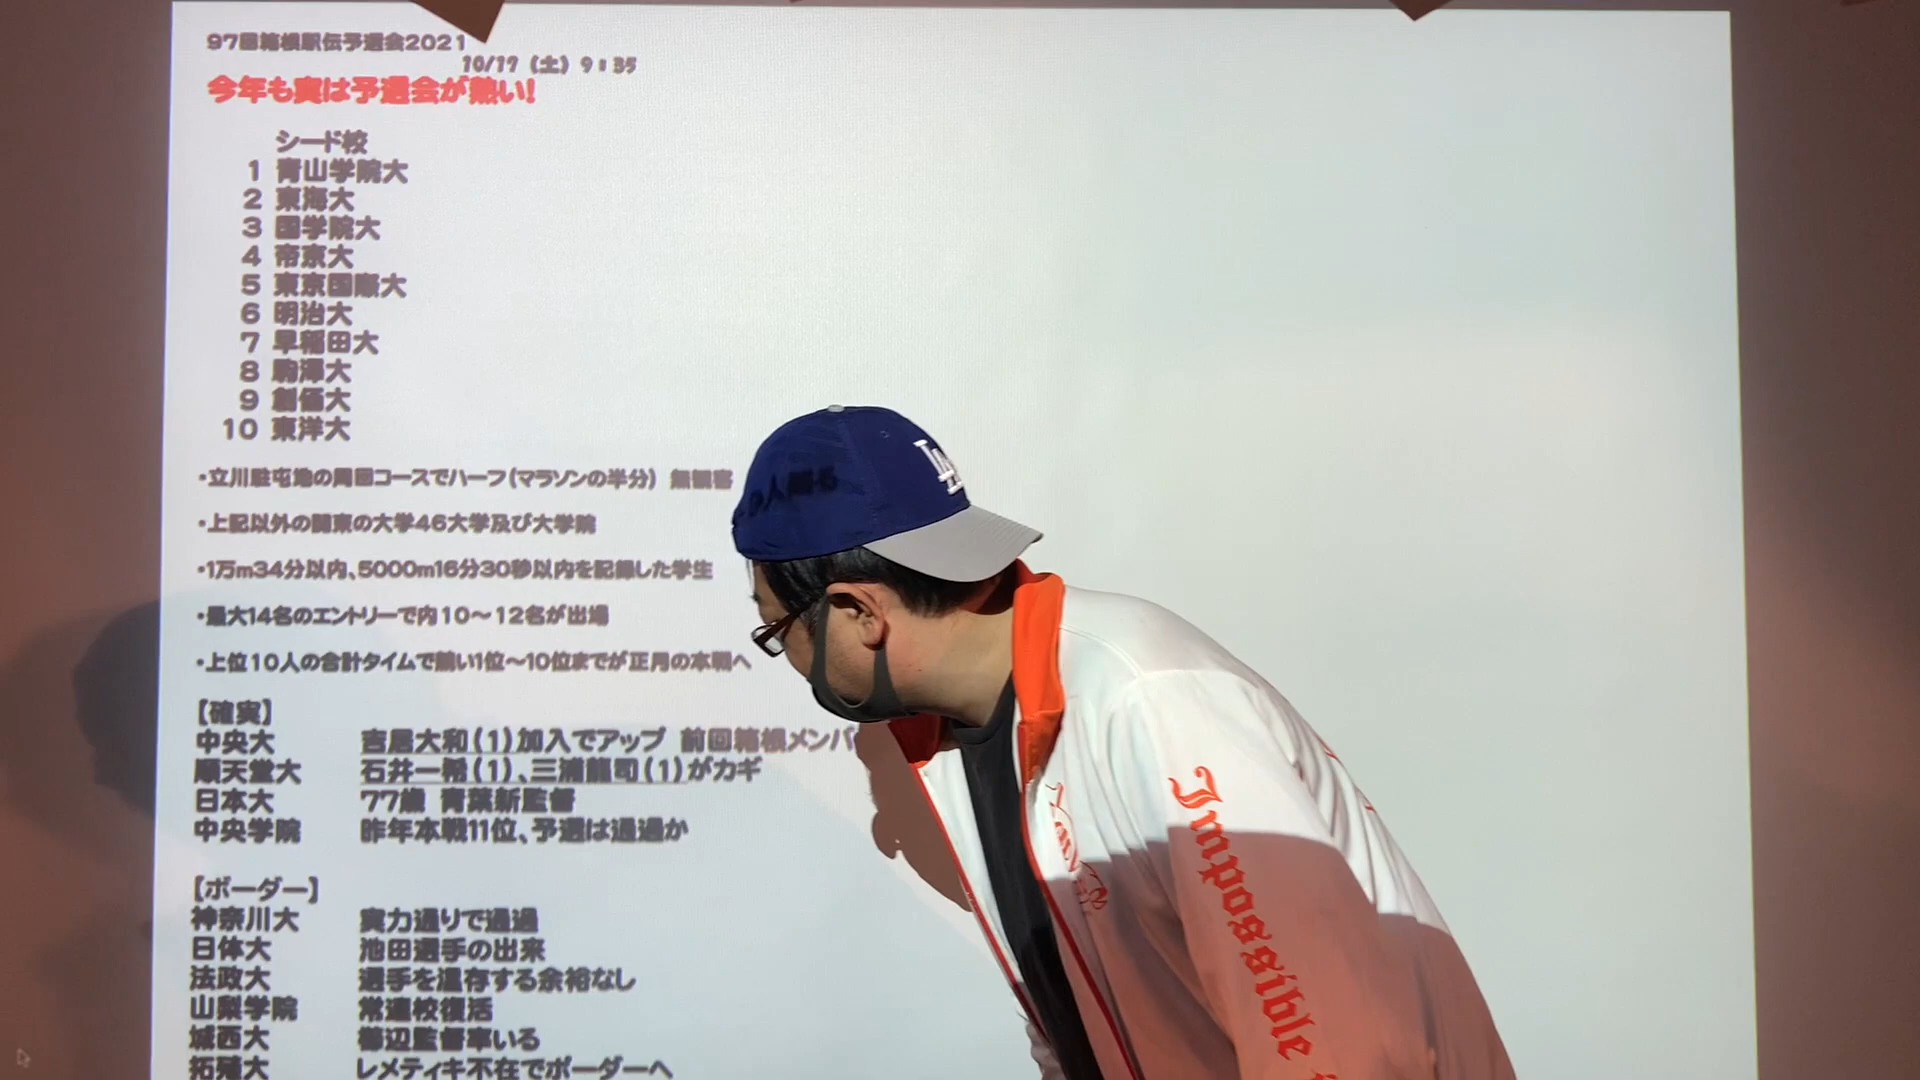 97回箱根駅伝予選会2021
10/17（土）9：35
今年も実は予選会が熱い！
シード校
1 青山学院大
2 東海大
3 国学院大
4 帝京大
5 東京国際大
6 明治大
7 早稲田大
8 駒澤大
9 創価大
10 東洋大
・立川駐屯地の周回コースでハーフ（マラソンの半分） 無観客
・上記以外の関東の大学46大学及び大学院
・1万m34分以内、5000m16分30秒以内を記録した学生
・最大14名のエントリーで内10～12名が出場
・上位10人の合計タイムで競い1位～10位までが正月の本戦へ
【確実】
中央大 吉居大和（1）加入でアップ 前回箱根メンバ
順天堂大 石井一希（1）、三浦龍司（1）がカギ
日本大 77歳 青葉新監督
中央学院 昨年本戦11位、予選は通過か
【ボーダー】
神奈川大 実力通りで通過
日体大 池田選手の出来
法政大 選手を温存する余裕なし
山梨学院 常連校復活
城西大 櫛辺監督率いる
拓殖大 レメティキ不在でボーダーへ
LA
Impossible